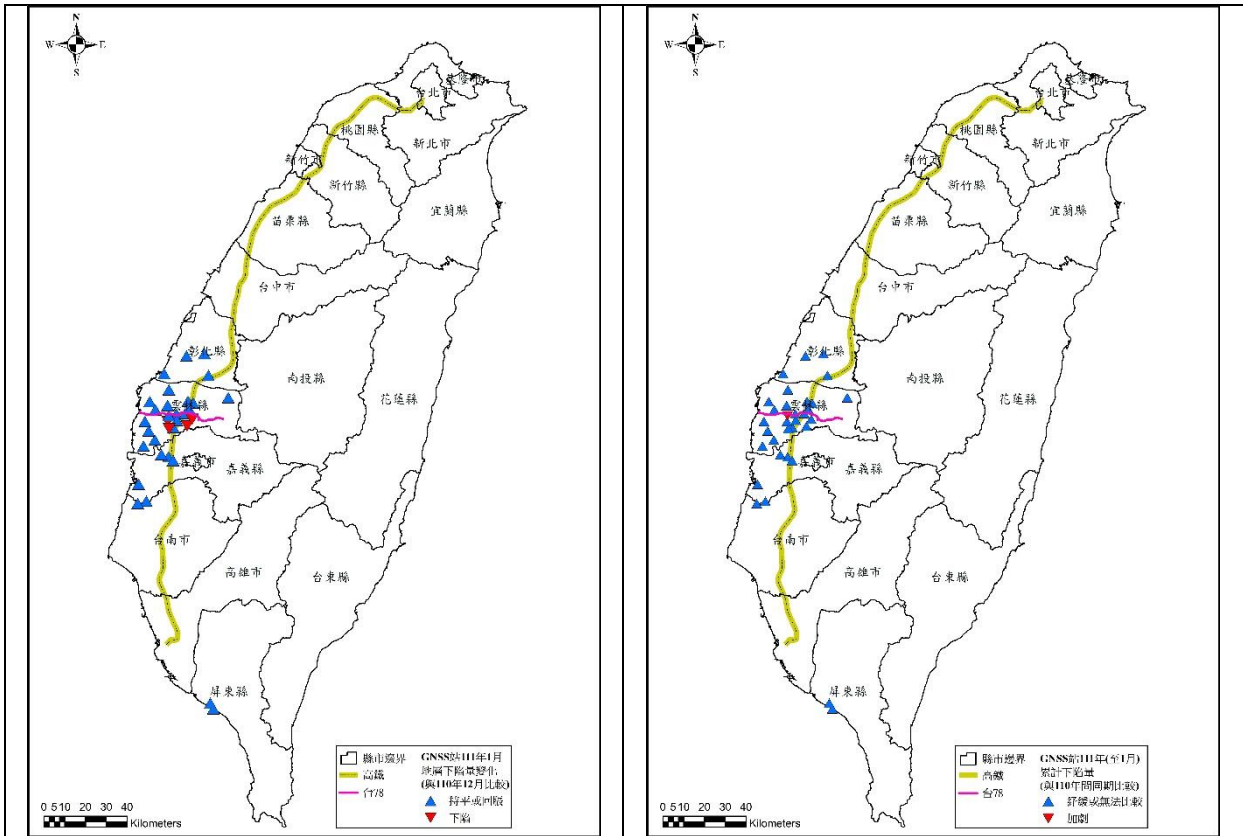 N
W E
S
基隆市
台北市
桃園縣
新北市
新竹市
新竹縣
宜蘭縣
苗栗縣
台中市
彰化縣
南投縣
花蓮縣
雲林縣
嘉義市
嘉義縣
台南市
高雄市
台東縣
屏東縣
縣市邊界
高鐵
台78
GNSS站111年1月
地層下陷量變化
(與110年12月比較)
持平或回脹
下陷
0 5 10 20 30 40
Kilometers
N
W E
S
基隆市
台北市
桃園縣
新北市
新竹市
新竹縣
宜蘭縣
苗栗縣
台中市
彰化縣
南投縣
花蓮縣
雲林縣
嘉義市
嘉義縣
台南市
高雄市
台東縣
屏東縣
縣市邊界
高鐵
台78
GNSS站111年(至1月)
累計下陷量
(與110年間同期比較)
舒緩或無法比較
加劇
0 5 10 20 30 40
Kilometers